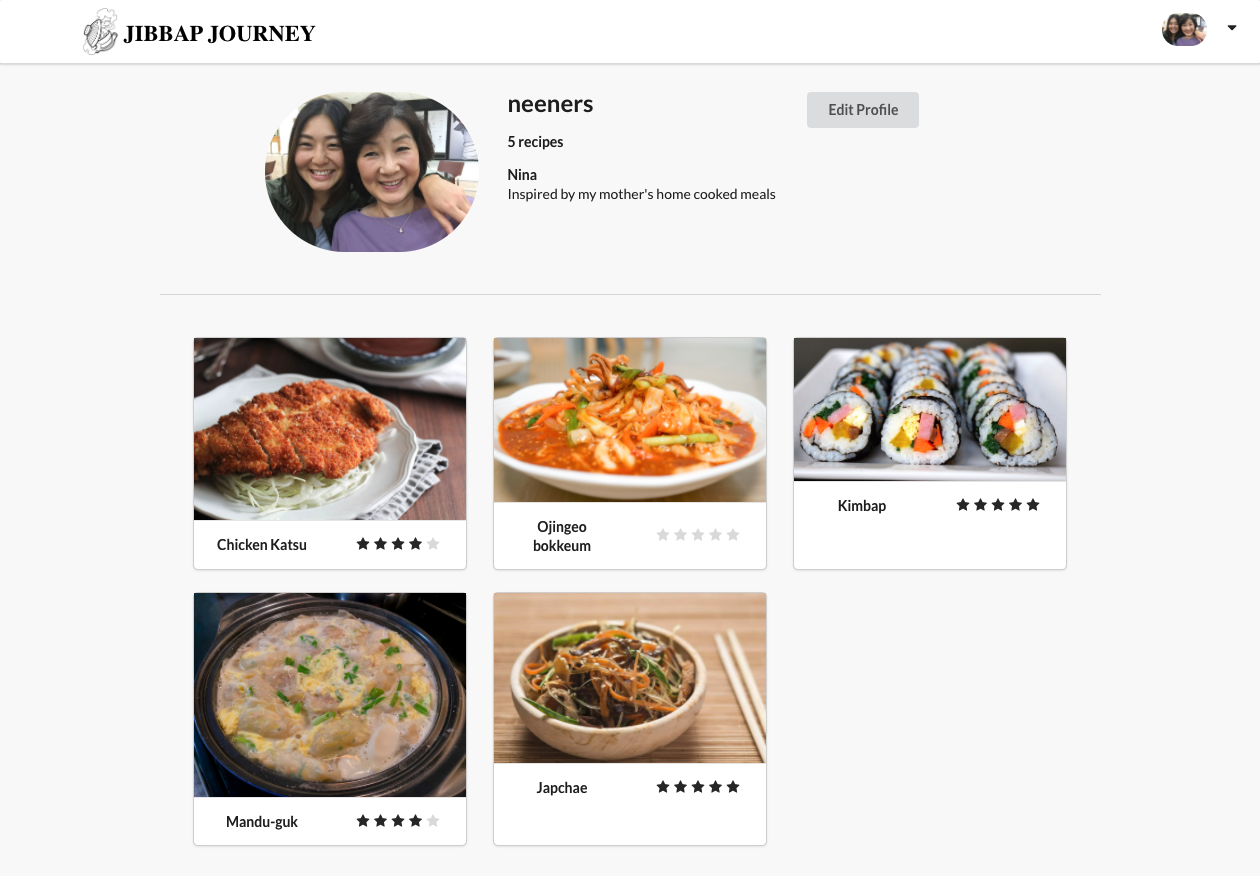 JIBBAP JOURNEY
neeners
Edit Profile
5 recipes
Nina
Inspired by my mother's home cooked meals
Chicken Katsu
Ojingeo
bokkeum
Kimbap
Mandu-guk
Japchae